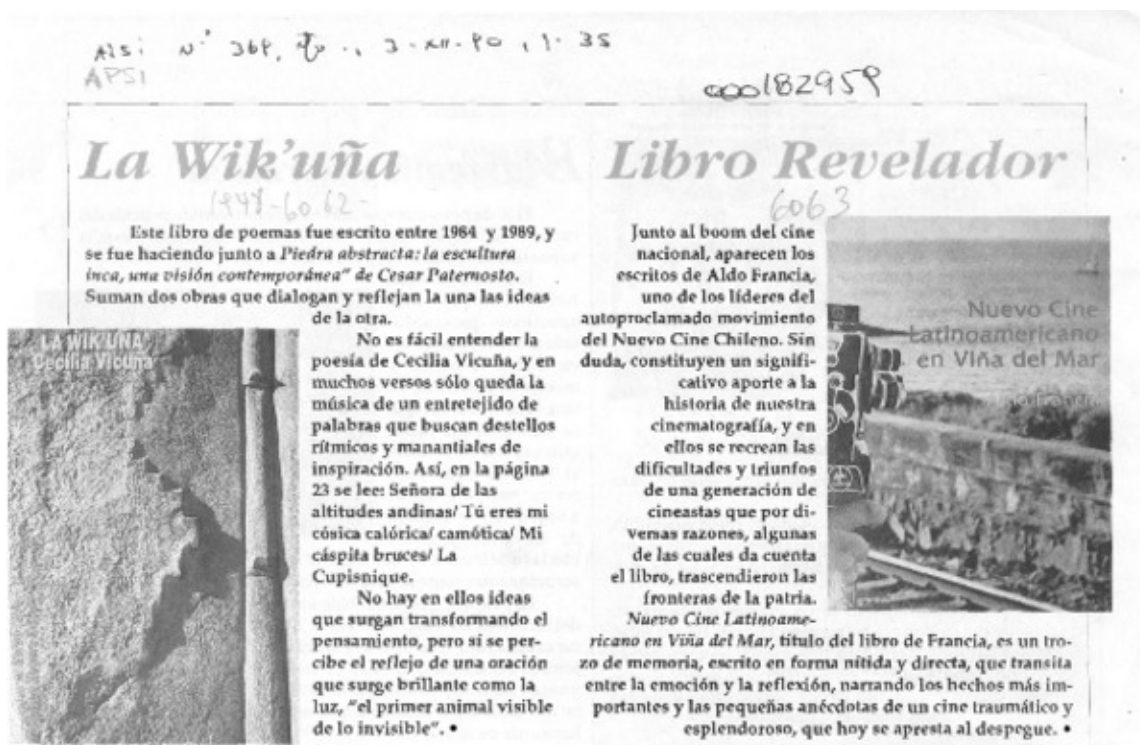 APSI N° 369, 3-XII-90, p. 35
APSI
000182959
La Wik'uña
6062
Este libro de poemas fue escrito entre 1984 y 1989, y
se fue haciendo junto a Piedra abstracta: la escultura
inca, una visión contemporánea" de Cesar Paternosto.
Suman dos obras que dialogan y reflejan la una las ideas
de la otra.
No es fácil entender la
poesía de Cecilia Vicuña, y en
muchos versos sólo queda la
música de un entretejido de
palabras que buscan destellos
rítmicos y manantiales de
inspiración. Así, en la página
23 se lee: Señora de las
altitudes andinas/ Tú eres mi
cósica calórica/ camótica/ Mi
cáspita bruces/ La
Cupisnique.
No hay en ellos ideas
que surgan transformando el
pensamiento, pero sí se per-
cibe el reflejo de una oración
que surge brillante como la
luz, "el primer animal visible
de lo invisible". •
LA WIK'UÑA
Cecilia Vicuña
Libro Revelador
6063
Junto al boom del cine
nacional, aparecen los
escritos de Aldo Francia,
uno de los líderes del
autoproclamado movimiento
del Nuevo Cine Chileno. Sin
duda, constituyen un signifi-
cativo aporte a la
historia de nuestra
cinematografía, y en
ellos se recrean las
dificultades y triunfos
de una generación de
cineastas que por di-
versas razones, algunas
de las cuales da cuenta
el libro, trascendieron las
fronteras de la patria.
Nuevo Cine Latinoame-
ricano en Viña del Mar, título del libro de Francia, es un tro-
zo de memoria, escrito en forma nítida y directa, que transita
entre la emoción y la reflexión, narrando los hechos más im-
portantes y las pequeñas anécdotas de un cine traumático y
esplendoroso, que hoy se apresta al despegue. •
Nuevo Cine
Latinoamericano
en Viña del Mar